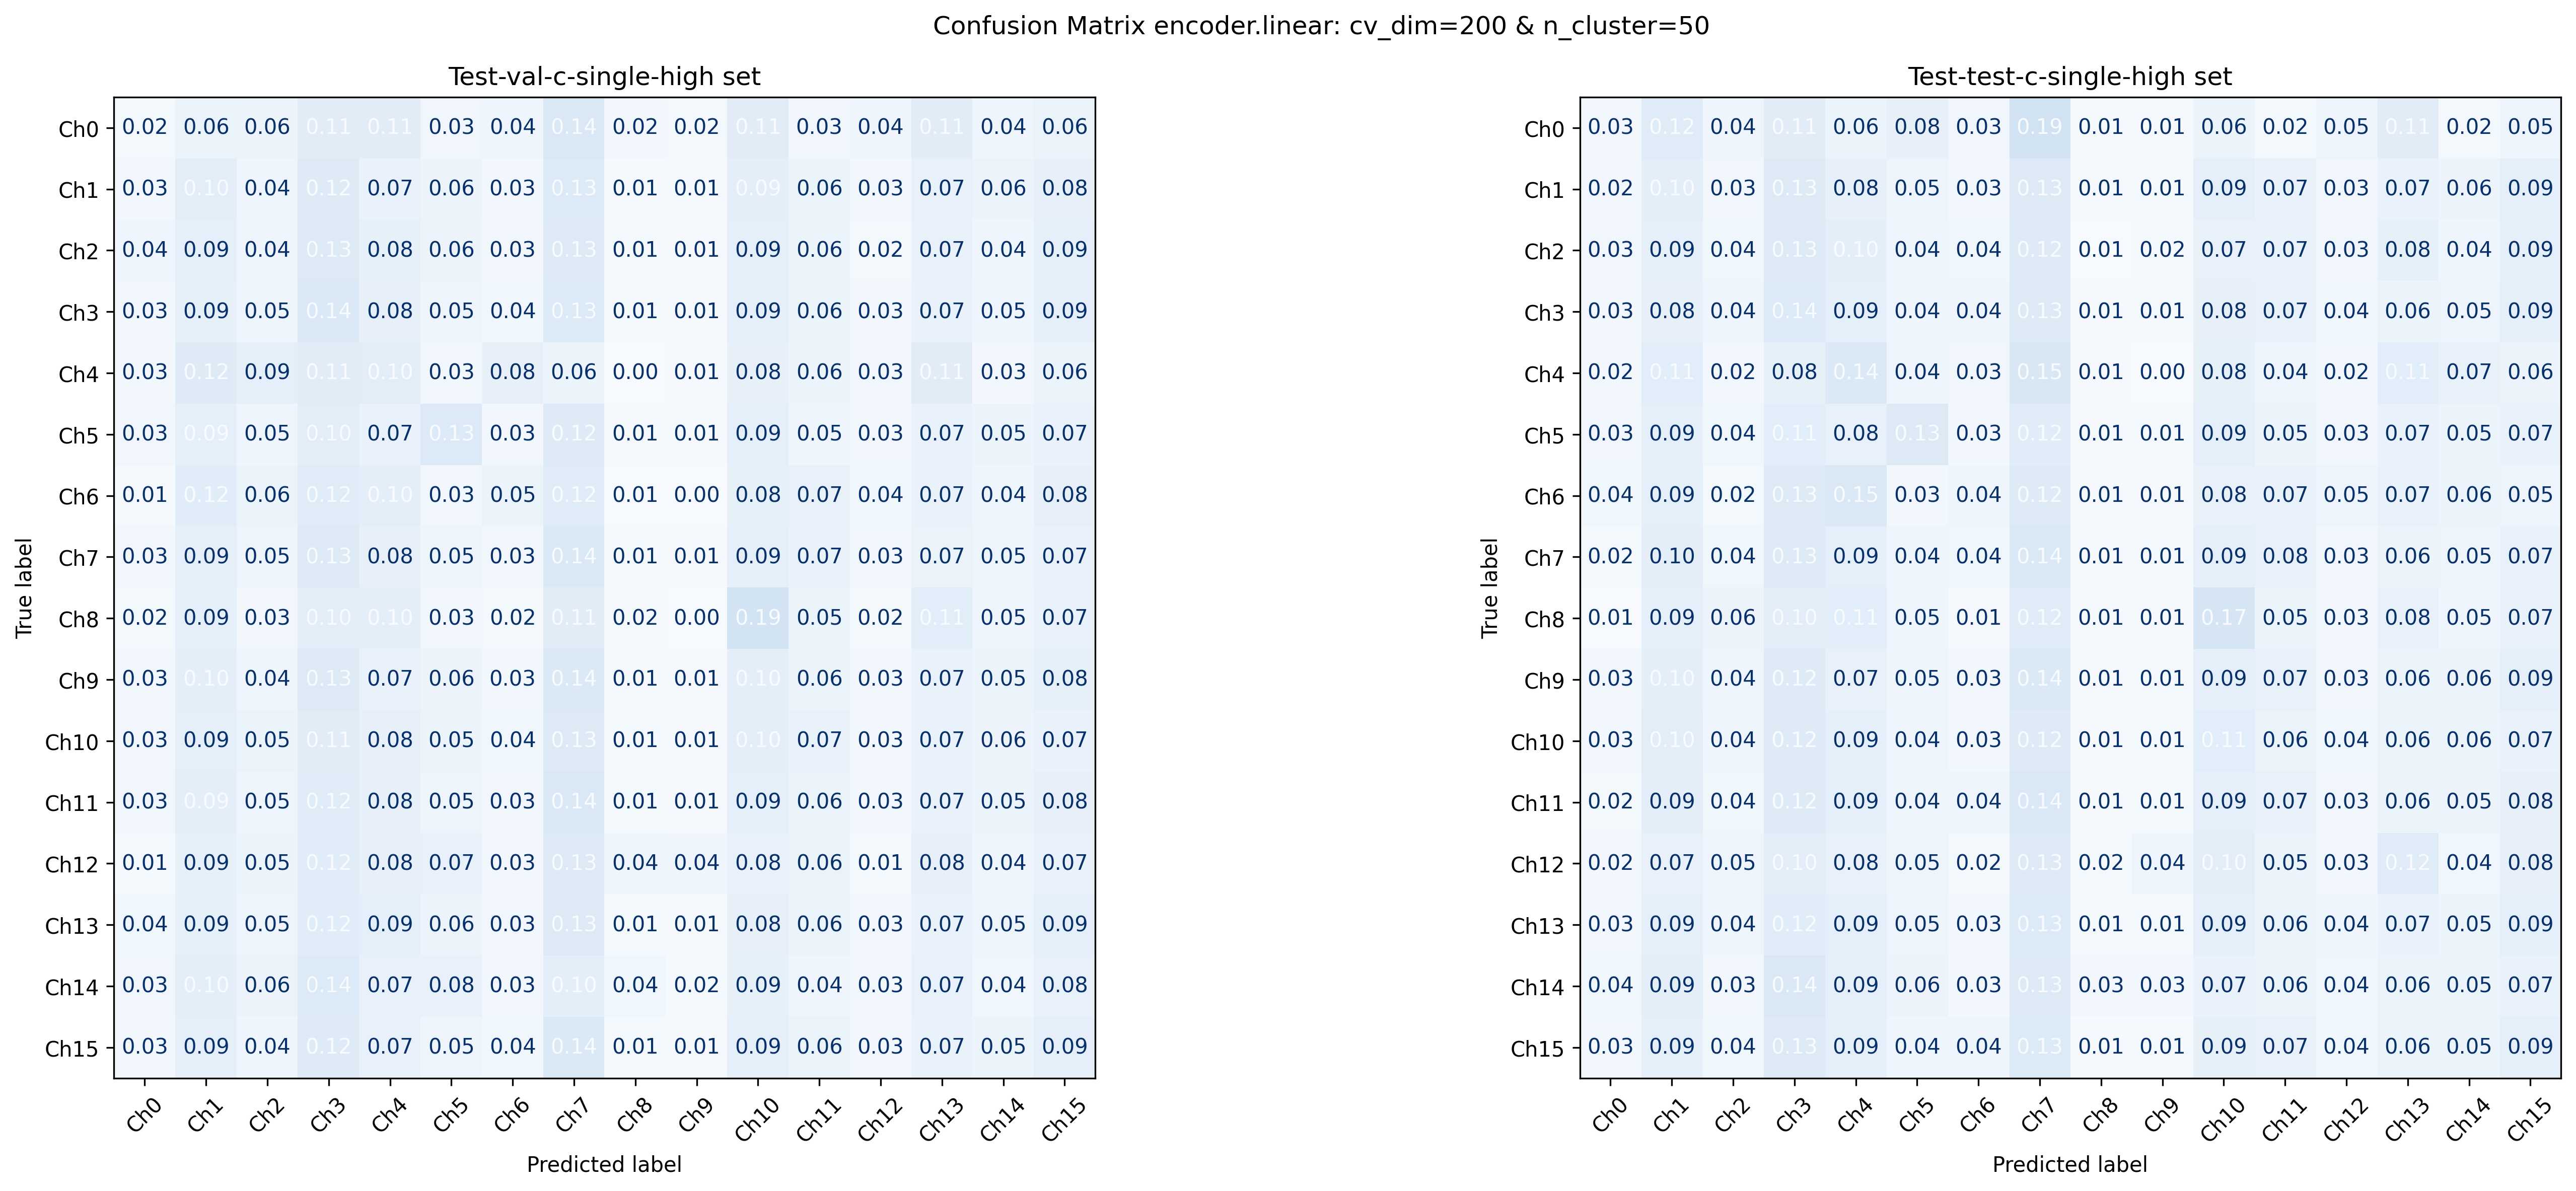 Confusion Matrix encoder.linear: cv_dim=200 & n_cluster=50
Test-val-c-single-high set
True label
Ch0 0.02 0.06 0.06 0.11 0.11 0.03 0.04 0.14 0.02 0.02 0.11 0.03 0.04 0.11 0.04 0.06
Ch1 0.03 0.10 0.04 0.12 0.07 0.06 0.03 0.13 0.01 0.01 0.09 0.06 0.03 0.07 0.06 0.08
Ch2 0.04 0.09 0.04 0.13 0.08 0.06 0.03 0.13 0.01 0.01 0.09 0.06 0.02 0.07 0.04 0.09
Ch3 0.03 0.09 0.05 0.14 0.08 0.05 0.04 0.13 0.01 0.01 0.09 0.06 0.03 0.07 0.05 0.09
Ch4 0.03 0.12 0.09 0.11 0.10 0.03 0.08 0.06 0.00 0.01 0.08 0.06 0.03 0.11 0.03 0.06
Ch5 0.03 0.09 0.05 0.10 0.07 0.13 0.03 0.12 0.01 0.01 0.09 0.05 0.03 0.07 0.05 0.07
Ch6 0.01 0.12 0.06 0.12 0.10 0.03 0.05 0.12 0.01 0.00 0.08 0.07 0.04 0.07 0.04 0.08
Ch7 0.03 0.09 0.05 0.13 0.08 0.05 0.03 0.14 0.01 0.01 0.09 0.07 0.03 0.07 0.05 0.07
Ch8 0.02 0.09 0.03 0.10 0.10 0.03 0.02 0.11 0.02 0.00 0.19 0.05 0.02 0.11 0.05 0.07
Ch9 0.03 0.10 0.04 0.13 0.07 0.06 0.03 0.14 0.01 0.01 0.10 0.06 0.03 0.07 0.05 0.08
Ch10 0.03 0.09 0.05 0.11 0.08 0.05 0.04 0.13 0.01 0.01 0.10 0.07 0.03 0.07 0.06 0.07
Ch11 0.03 0.09 0.05 0.12 0.08 0.05 0.03 0.14 0.01 0.01 0.09 0.06 0.03 0.07 0.05 0.08
Ch12 0.01 0.09 0.05 0.12 0.08 0.07 0.03 0.13 0.04 0.04 0.08 0.06 0.01 0.08 0.04 0.07
Ch13 0.04 0.09 0.05 0.12 0.09 0.06 0.03 0.13 0.01 0.01 0.08 0.06 0.03 0.07 0.05 0.09
Ch14 0.03 0.10 0.06 0.14 0.07 0.08 0.03 0.10 0.04 0.02 0.09 0.04 0.03 0.07 0.04 0.08
Ch15 0.03 0.09 0.04 0.12 0.07 0.05 0.04 0.14 0.01 0.01 0.09 0.06 0.03 0.07 0.05 0.09
Ch0 Ch1 Ch2 Ch3 Ch4 Ch5 Ch6 Ch7 Ch8 Ch9 Ch10 Ch11 Ch12 Ch13 Ch14 Ch15
Predicted label
Test-test-c-single-high set
True label
Ch0 0.03 0.12 0.04 0.11 0.06 0.08 0.03 0.19 0.01 0.01 0.06 0.02 0.05 0.11 0.02 0.05
Ch1 0.02 0.10 0.03 0.13 0.08 0.05 0.03 0.13 0.01 0.01 0.09 0.07 0.03 0.07 0.06 0.09
Ch2 0.03 0.09 0.04 0.13 0.10 0.04 0.04 0.12 0.01 0.02 0.07 0.07 0.03 0.08 0.04 0.09
Ch3 0.03 0.08 0.04 0.14 0.09 0.04 0.04 0.13 0.01 0.01 0.08 0.07 0.04 0.06 0.05 0.09
Ch4 0.02 0.11 0.02 0.08 0.14 0.04 0.03 0.15 0.01 0.00 0.08 0.04 0.02 0.11 0.07 0.06
Ch5 0.03 0.09 0.04 0.11 0.08 0.13 0.03 0.12 0.01 0.01 0.09 0.05 0.03 0.07 0.05 0.07
Ch6 0.04 0.09 0.02 0.13 0.15 0.03 0.04 0.12 0.01 0.01 0.08 0.07 0.05 0.07 0.06 0.05
Ch7 0.02 0.10 0.04 0.13 0.09 0.04 0.04 0.14 0.01 0.01 0.09 0.08 0.03 0.06 0.05 0.07
Ch8 0.01 0.09 0.06 0.10 0.11 0.05 0.01 0.12 0.01 0.01 0.17 0.05 0.03 0.08 0.05 0.07
Ch9 0.03 0.10 0.04 0.12 0.07 0.05 0.03 0.14 0.01 0.01 0.09 0.07 0.03 0.06 0.06 0.09
Ch10 0.03 0.10 0.04 0.12 0.09 0.04 0.03 0.12 0.01 0.01 0.11 0.06 0.04 0.06 0.06 0.07
Ch11 0.02 0.09 0.04 0.12 0.09 0.04 0.04 0.14 0.01 0.01 0.09 0.07 0.03 0.06 0.05 0.08
Ch12 0.02 0.07 0.05 0.10 0.08 0.05 0.02 0.13 0.02 0.04 0.10 0.05 0.03 0.12 0.04 0.08
Ch13 0.03 0.09 0.04 0.12 0.09 0.05 0.03 0.13 0.01 0.01 0.09 0.06 0.04 0.07 0.05 0.09
Ch14 0.04 0.09 0.03 0.14 0.09 0.06 0.03 0.13 0.03 0.03 0.07 0.06 0.04 0.06 0.05 0.07
Ch15 0.03 0.09 0.04 0.13 0.09 0.04 0.04 0.13 0.01 0.01 0.09 0.07 0.04 0.06 0.05 0.09
Ch0 Ch1 Ch2 Ch3 Ch4 Ch5 Ch6 Ch7 Ch8 Ch9 Ch10 Ch11 Ch12 Ch13 Ch14 Ch15
Predicted label